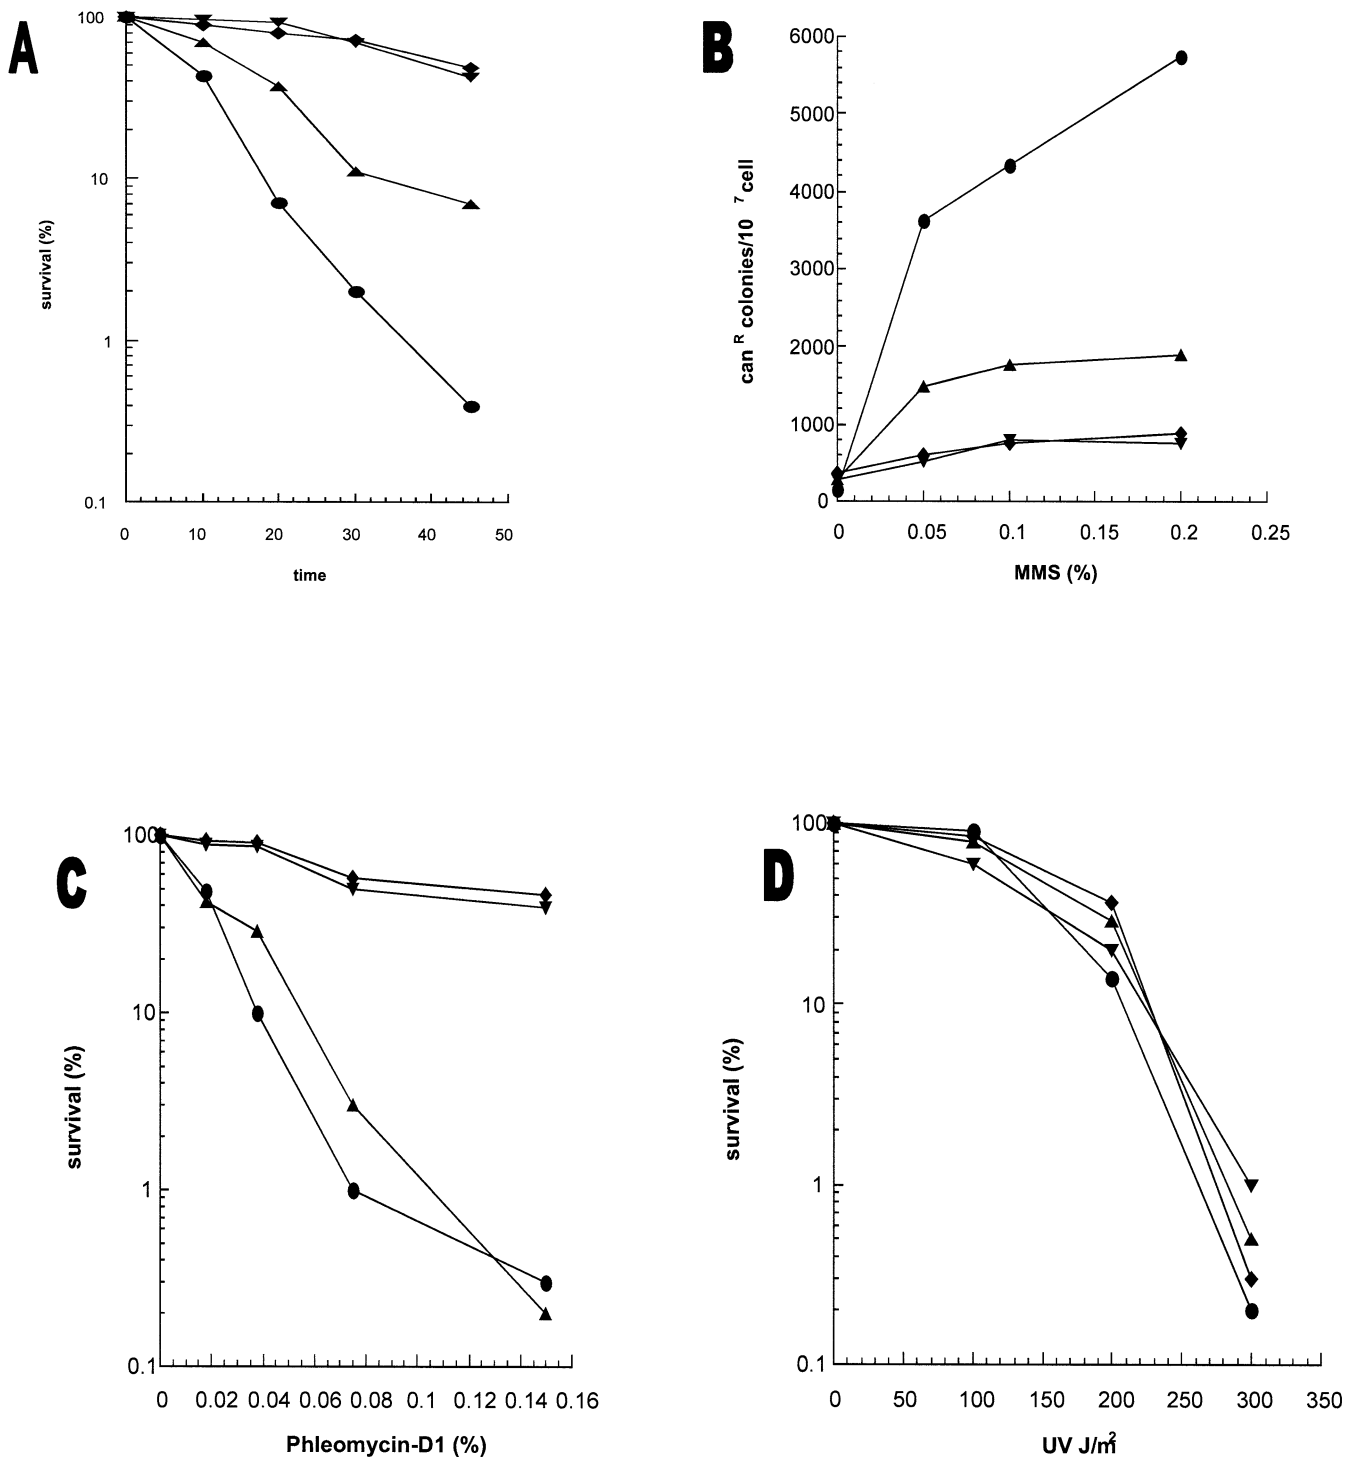 A
100
10
1
0.1
survival (%)
0 10 20 30 40 50
time
B
6000
5000
4000
3000
2000
1000
0
can R colonies/10 7 cell
0 0.05 0.1 0.15 0.2 0.25
MMS (%)
C
100
10
1
0.1
survival (%)
0 0.02 0.04 0.06 0.08 0.1 0.12 0.14 0.16
Phleomycin-D1 (%)
D
100
10
1
0.1
survival (%)
0 50 100 150 200 250 300 350
UV J/m2